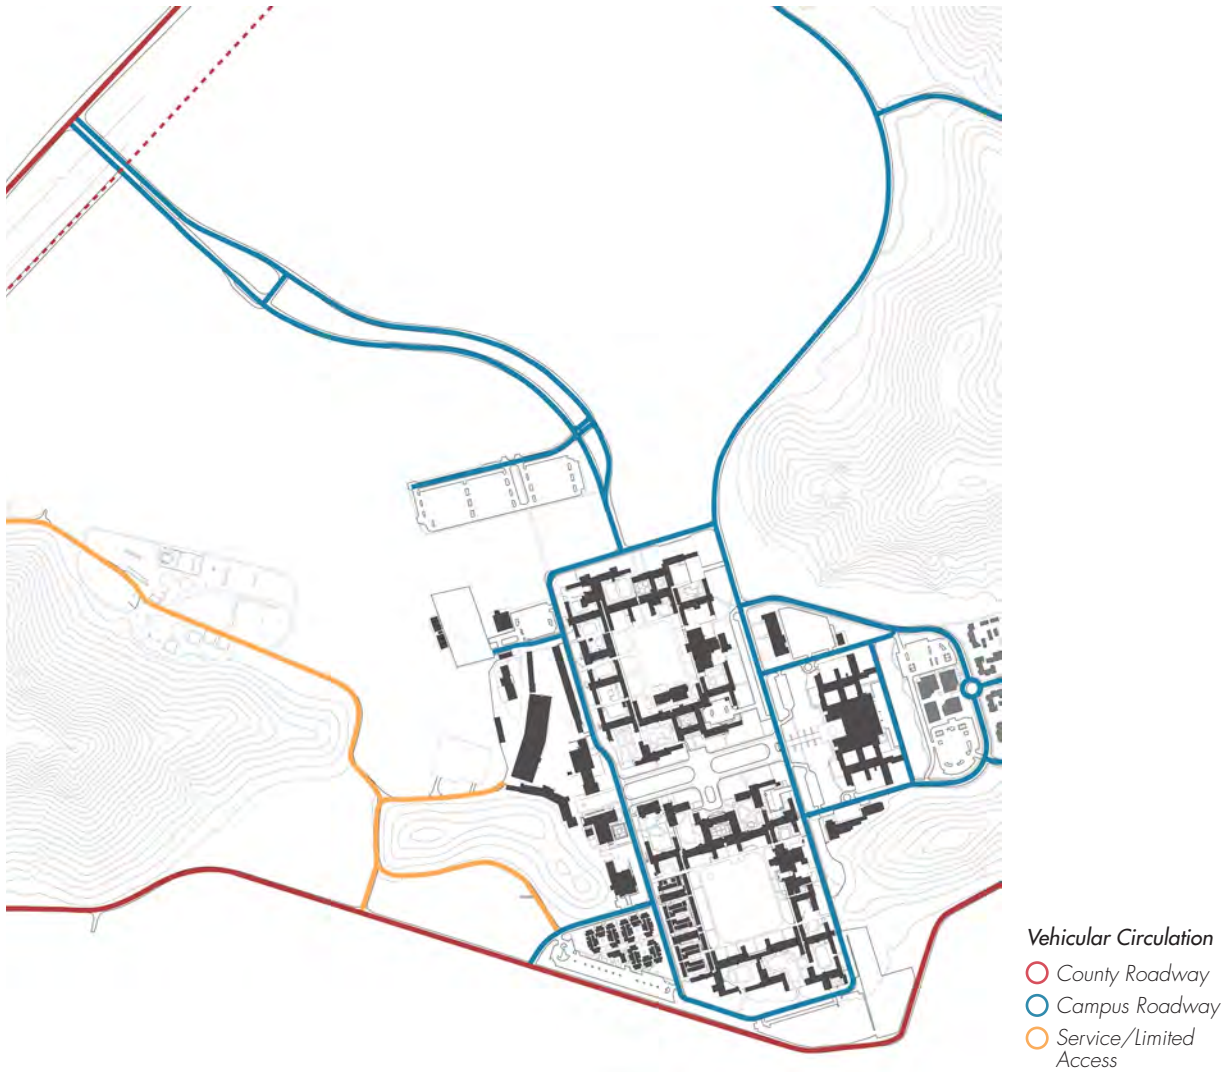 Vehicular Circulation
County Roadway
Campus Roadway
Service/Limited
Access